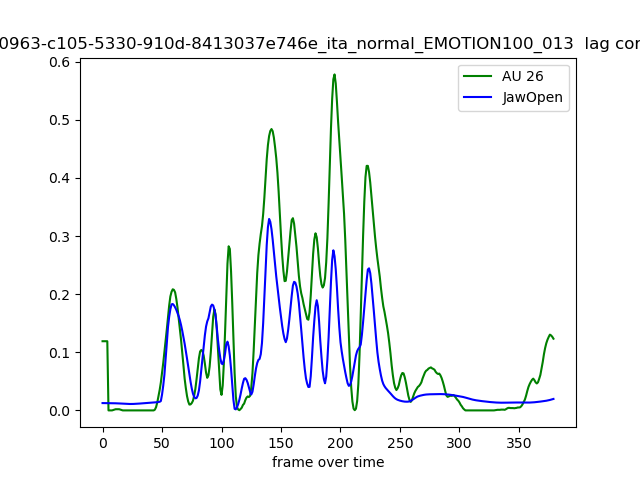 0963-c105-5330-910d-8413037e746e_ita_normal_EMOTION100_013 lag cor
AU 26
JawOpen
0.6
0.5
0.4
0.3
0.2
0.1
0.0
0 50 100 150 200 250 300 350
frame over time